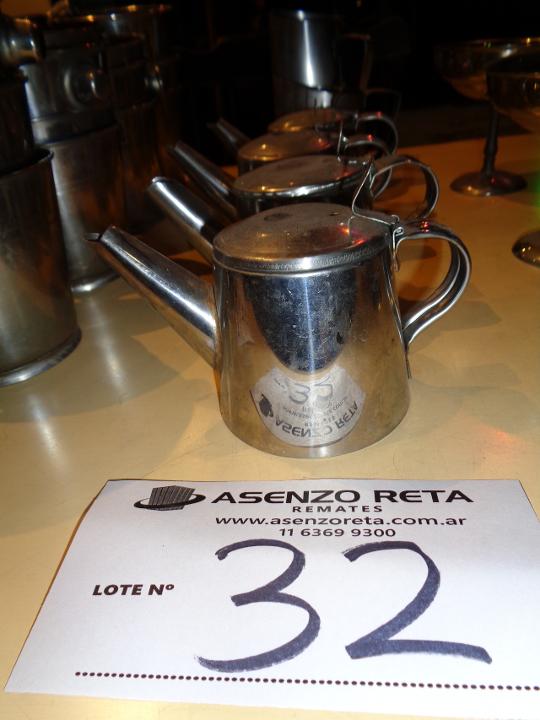 ASENZO RETA
REMATES
www.asenzoreta.com.ar
11 6369 9300
LOTE Nº 32